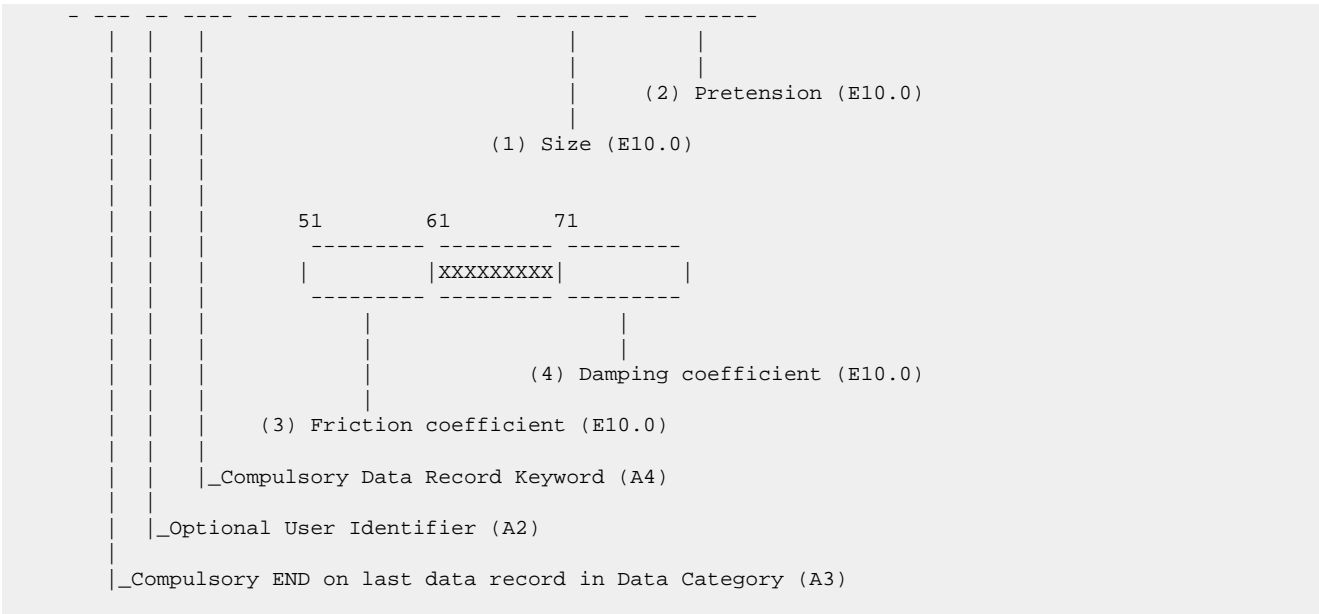 - --- -- ---- -------------------- --------- ---------
| | | | |
| | | | |
| | | | (2) Pretension (E10.0)
| | | |
| | | (1) Size (E10.0)
| | |
| | |
| | | 51 61 71
| | | --------- --------- ---------
| | | | |XXXXXXXXX| |
| | | --------- --------- ---------
| | | | |
| | | | |
| | | | (4) Damping coefficient (E10.0)
| | | |
| | | (3) Friction coefficient (E10.0)
| | |
| | |_Compulsory Data Record Keyword (A4)
| |
| |_Optional User Identifier (A2)
|
|_Compulsory END on last data record in Data Category (A3)